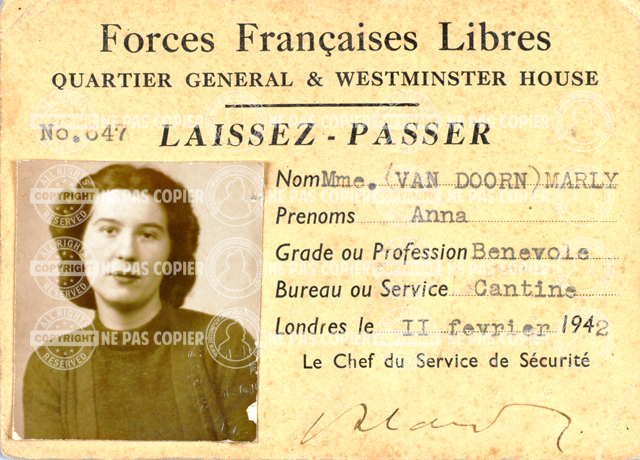 Forces Françaises Libres
QUARTIER GENERAL & WESTMINSTER HOUSE
No. 647 LAISSEZ - PASSER
Nom Mme. (VAN DOORN) MARLY
Prenoms Anna
Grade ou Profession Benevole
Bureau ou Service Cantine
Londres le II fevrier 1942
Le Chef du Service de Sécurité
ALL RIGHTS COPYRIGHT RESERVED NE PAS COPIER